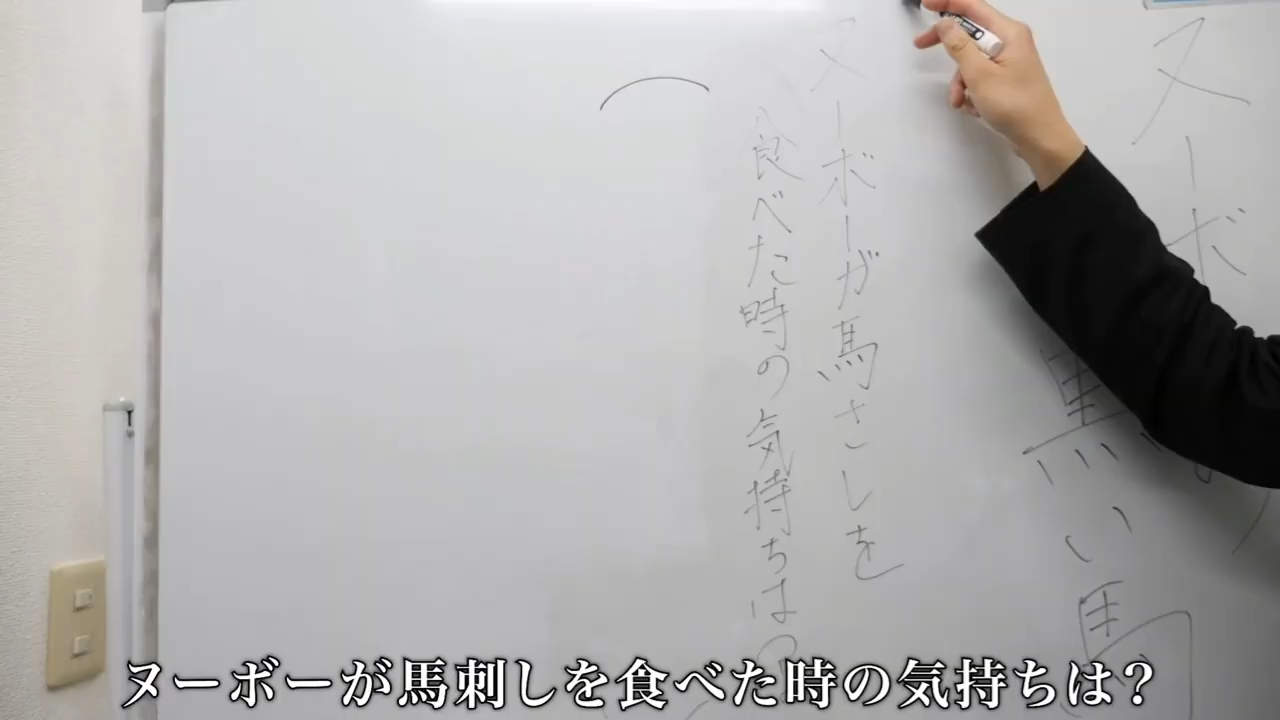 ヌーボー
黒い馬
ヌーボーが馬さしを
食べた時の気持ちは?
ヌーボーが馬刺しを食べた時の気持ちは?